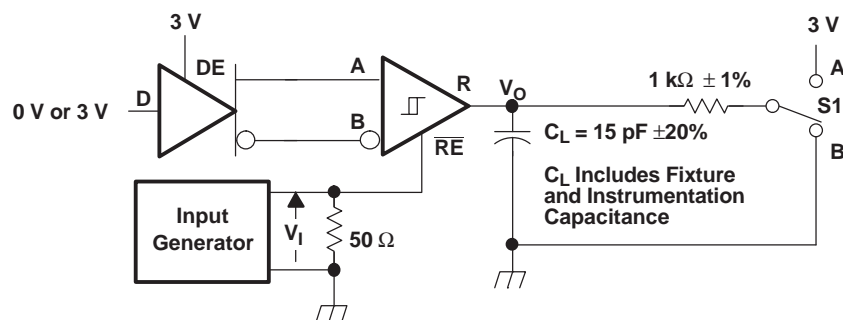 3 V
3 V
DE
A
R
V_O
1 kΩ ± 1%
A
0 V or 3 V
D
S1
B
R̅E̅
C_L = 15 pF ±20%
B
C_L Includes Fixture
and Instrumentation
Capacitance
Input
Generator
V_I
50 Ω